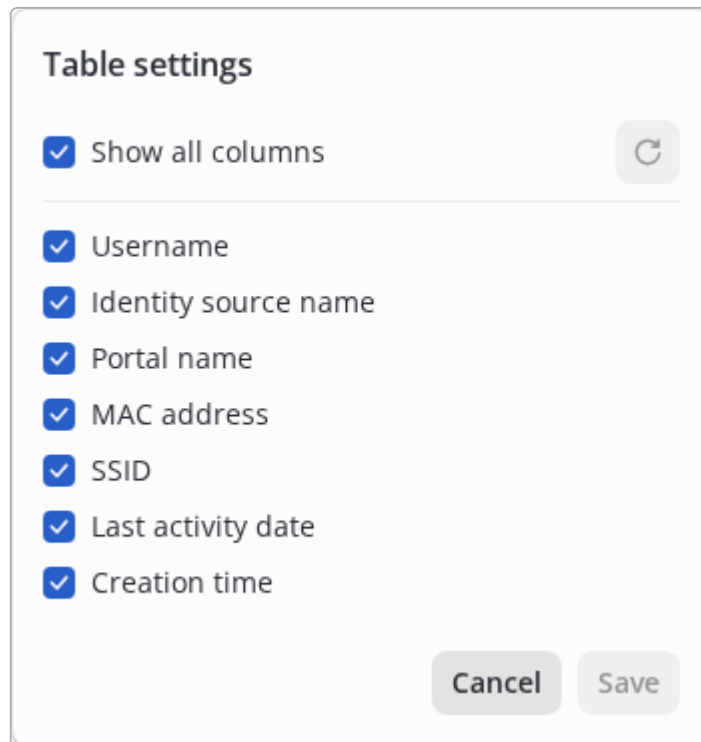 Table settings
Show all columns
Username
Identity source name
Portal name
MAC address
SSID
Last activity date
Creation time
Cancel Save